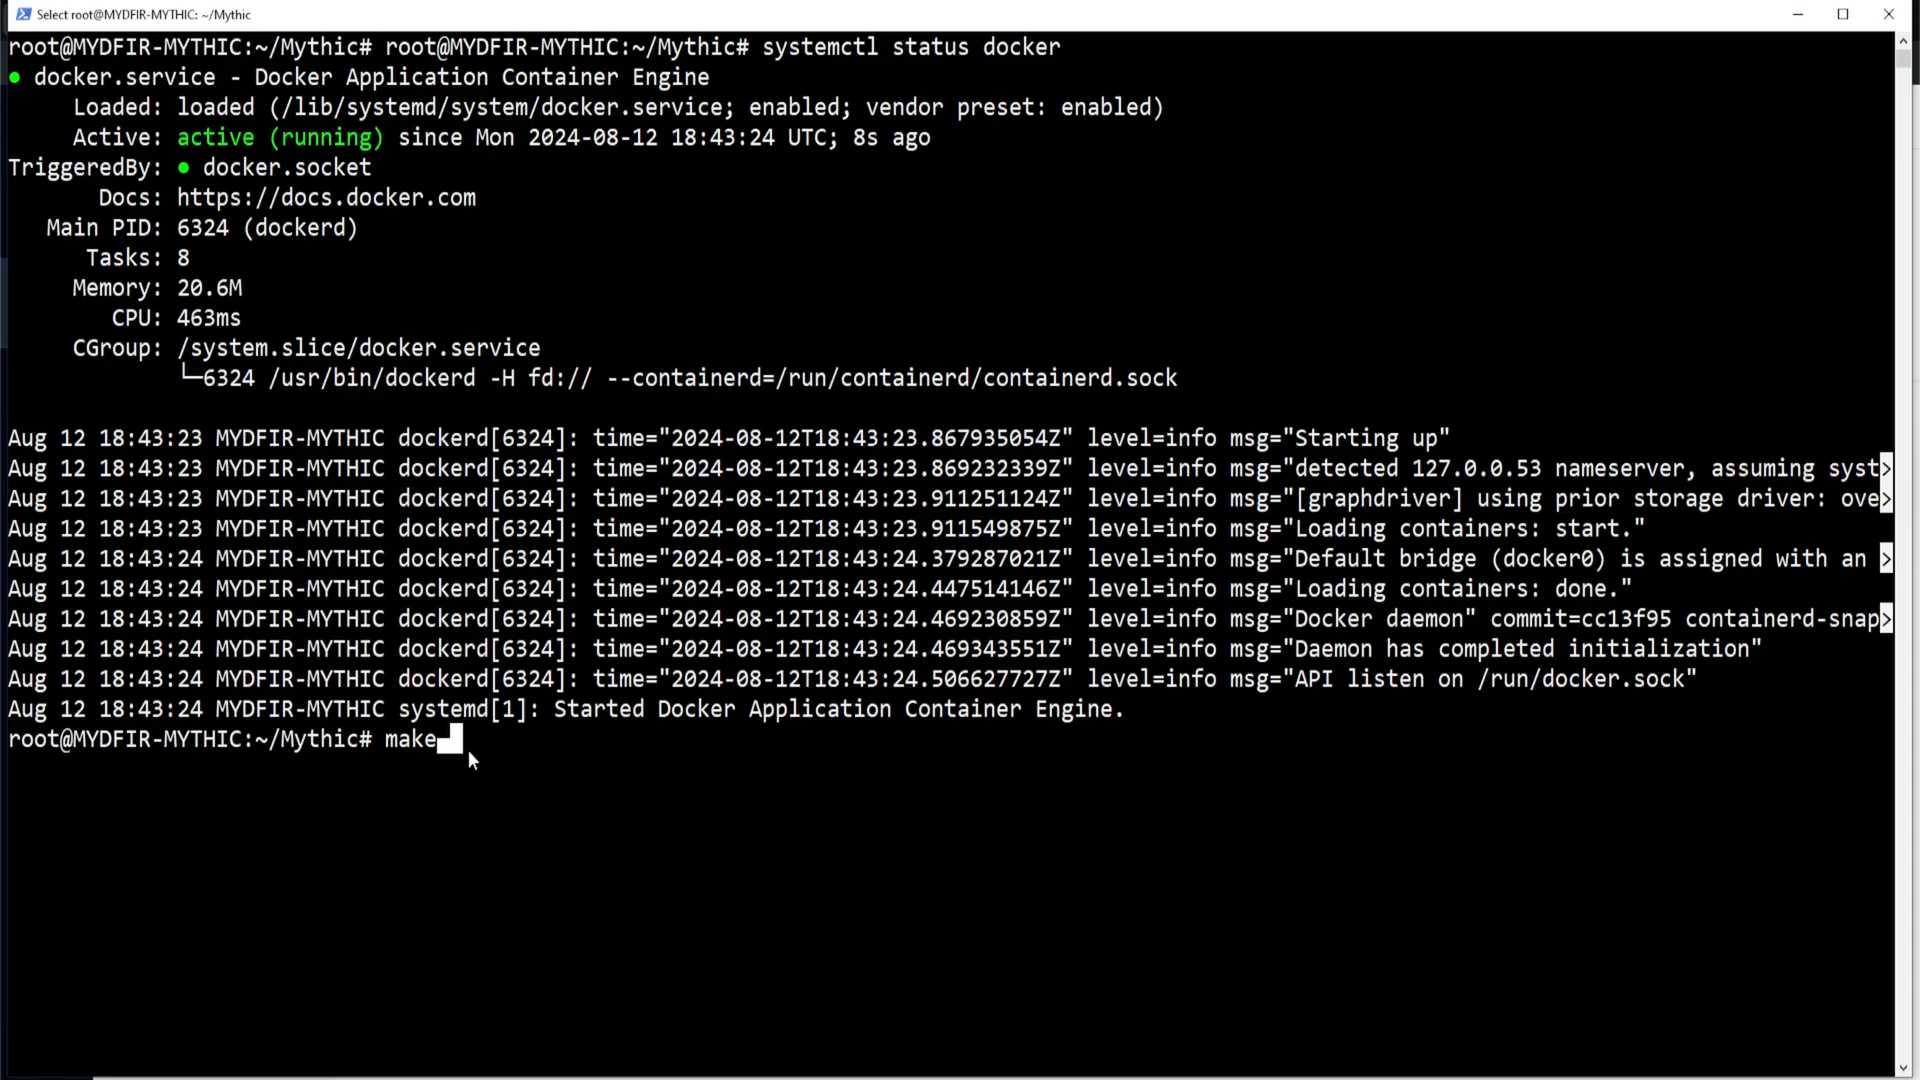 Select root@MYDFIR-MYTHIC: ~/Mythic
root@MYDFIR-MYTHIC:~/Mythic# root@MYDFIR-MYTHIC:~/Mythic# systemctl status docker
● docker.service - Docker Application Container Engine
Loaded: loaded (/lib/systemd/system/docker.service; enabled; vendor preset: enabled)
Active: active (running) since Mon 2024-08-12 18:43:24 UTC; 8s ago
TriggeredBy: ● docker.socket
Docs: https://docs.docker.com
Main PID: 6324 (dockerd)
Tasks: 8
Memory: 20.6M
CPU: 463ms
CGroup: /system.slice/docker.service
└─6324 /usr/bin/dockerd -H fd:// --containerd=/run/containerd/containerd.sock
Aug 12 18:43:23 MYDFIR-MYTHIC dockerd[6324]: time="2024-08-12T18:43:23.867935054Z" level=info msg="Starting up"
Aug 12 18:43:23 MYDFIR-MYTHIC dockerd[6324]: time="2024-08-12T18:43:23.869232339Z" level=info msg="detected 127.0.0.53 nameserver, assuming syst>
Aug 12 18:43:23 MYDFIR-MYTHIC dockerd[6324]: time="2024-08-12T18:43:23.911251124Z" level=info msg="[graphdriver] using prior storage driver: ove>
Aug 12 18:43:23 MYDFIR-MYTHIC dockerd[6324]: time="2024-08-12T18:43:23.911549875Z" level=info msg="Loading containers: start."
Aug 12 18:43:24 MYDFIR-MYTHIC dockerd[6324]: time="2024-08-12T18:43:24.379287021Z" level=info msg="Default bridge (docker0) is assigned with an >
Aug 12 18:43:24 MYDFIR-MYTHIC dockerd[6324]: time="2024-08-12T18:43:24.447514146Z" level=info msg="Loading containers: done."
Aug 12 18:43:24 MYDFIR-MYTHIC dockerd[6324]: time="2024-08-12T18:43:24.469230859Z" level=info msg="Docker daemon" commit=cc13f95 containerd-snap>
Aug 12 18:43:24 MYDFIR-MYTHIC dockerd[6324]: time="2024-08-12T18:43:24.469343551Z" level=info msg="Daemon has completed initialization"
Aug 12 18:43:24 MYDFIR-MYTHIC dockerd[6324]: time="2024-08-12T18:43:24.506627727Z" level=info msg="API listen on /run/docker.sock"
Aug 12 18:43:24 MYDFIR-MYTHIC systemd[1]: Started Docker Application Container Engine.
root@MYDFIR-MYTHIC:~/Mythic# make